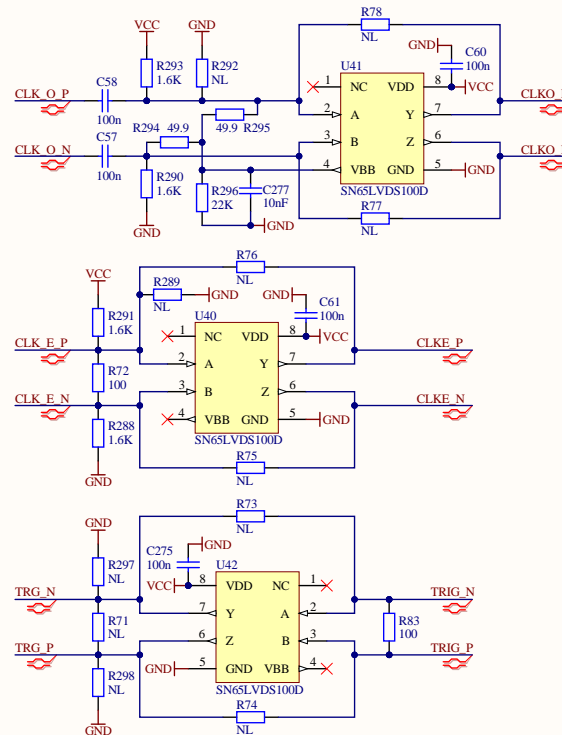 R78
NL
VCC
GND
GND
C60
100n
R293
1.6K
R292
NL
U41
1
NC
VDD
8
VCC
CLK_O_P
C58
100n
49.9
R295
2
A
Y
7
R294
49.9
CLK_O_N
C57
100n
3
B
Z
6
R290
1.6K
R296
22K
C277
10nF
4
VBB
GND
5
GND
SN65LVDS100D
GND
GND
R77
NL
R76
NL
VCC
R289
NL
GND
C61
100n
GND
R291
1.6K
U40
1
NC
VDD
8
VCC
CLK_E_P
2
A
Y
7
CLKE_P
R72
100
CLK_E_N
3
B
Z
6
CLKE_N
R288
1.6K
4
VBB
GND
5
GND
SN65LVDS100D
GND
R75
NL
R73
NL
GND
GND
C275
100n
R297
NL
U42
VCC
8
VDD
NC
1
TRG_N
7
Y
A
2
TRIG_N
R71
NL
R83
100
TRG_P
6
Z
B
3
TRIG_P
R298
NL
GND
5
GND
VBB
4
SN65LVDS100D
GND
R74
NL